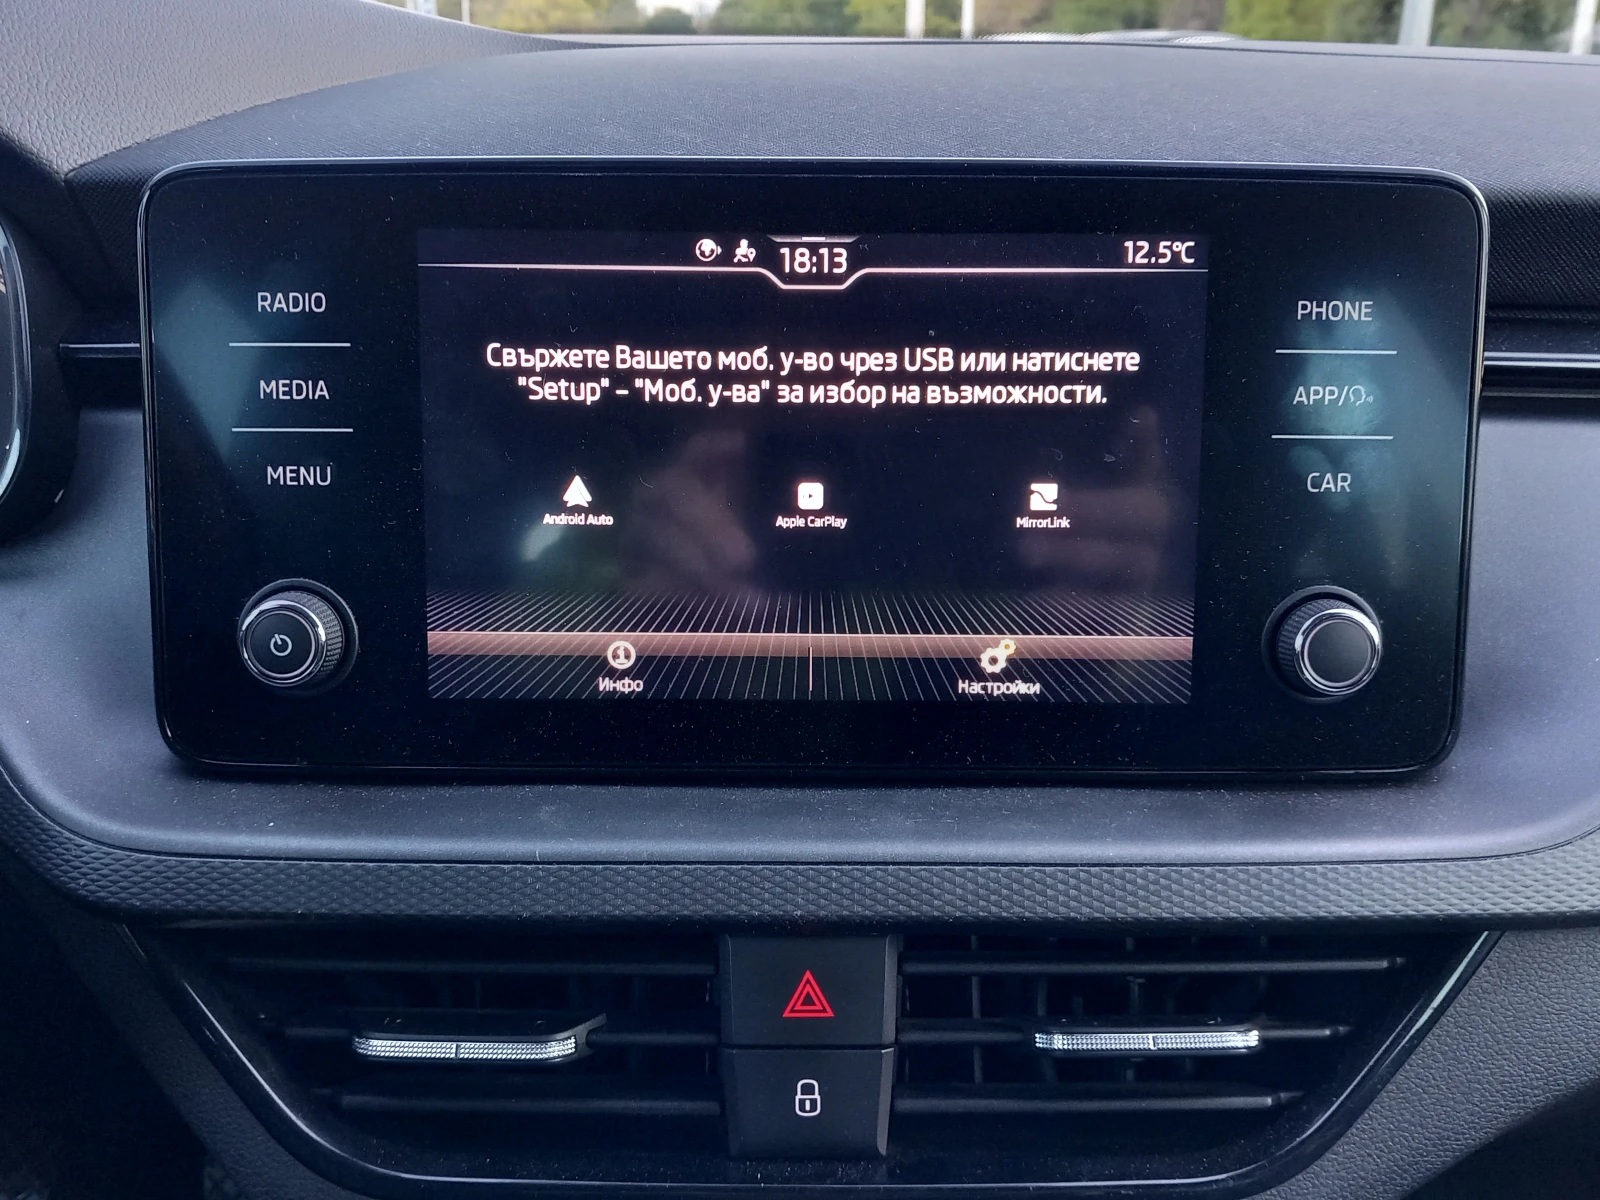 18:13
12.5°C
RADIO
MEDIA
MENU
Свържете Вашето моб. у-во чрез USB или натиснете
"Setup" - "Моб. у-ва" за избор на възможности.
Android Auto
Apple CarPlay
MirrorLink
Инфо
Настройки
PHONE
APP/
CAR